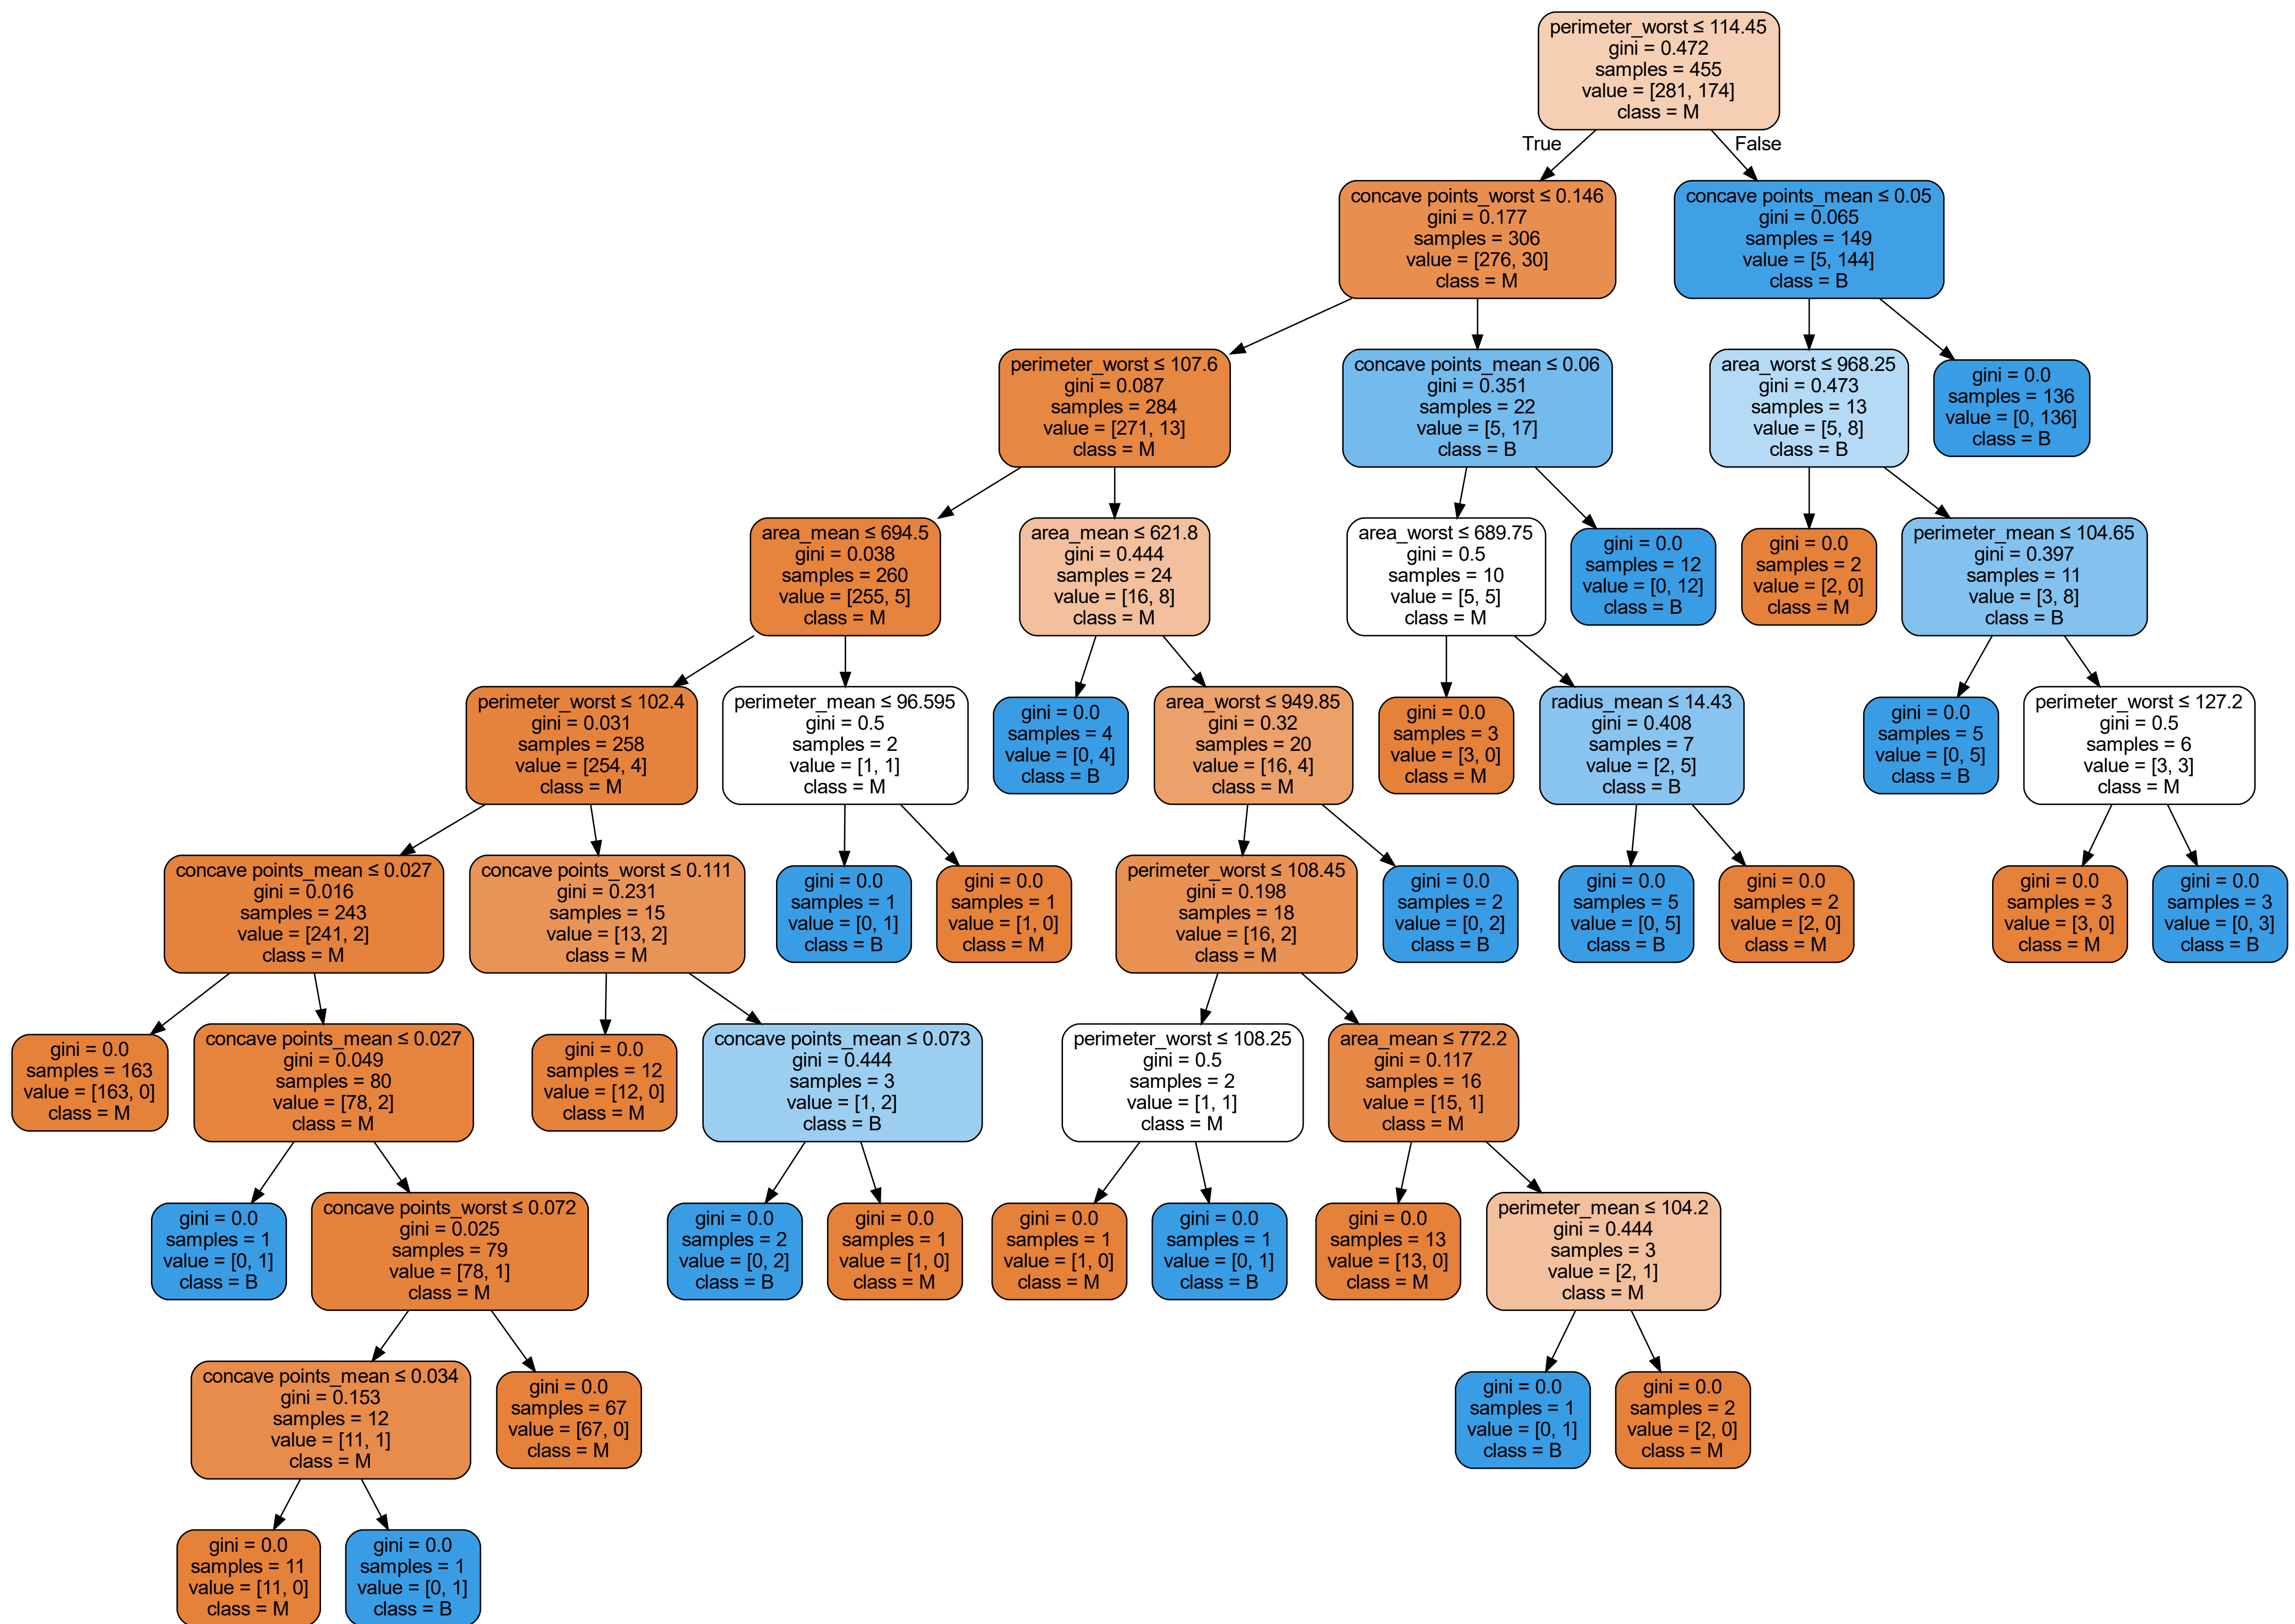 perimeter_worst ≤ 114.45
gini = 0.472
samples = 455
value = [281, 174]
class = M
True
False
concave points_worst ≤ 0.146
gini = 0.177
samples = 306
value = [276, 30]
class = M
concave points_mean ≤ 0.05
gini = 0.065
samples = 149
value = [5, 144]
class = B
perimeter_worst ≤ 107.6
gini = 0.087
samples = 284
value = [271, 13]
class = M
concave points_mean ≤ 0.06
gini = 0.351
samples = 22
value = [5, 17]
class = B
area_worst ≤ 968.25
gini = 0.473
samples = 13
value = [5, 8]
class = B
gini = 0.0
samples = 136
value = [0, 136]
class = B
area_mean ≤ 694.5
gini = 0.038
samples = 260
value = [255, 5]
class = M
area_mean ≤ 621.8
gini = 0.444
samples = 24
value = [16, 8]
class = M
area_worst ≤ 689.75
gini = 0.5
samples = 10
value = [5, 5]
class = M
gini = 0.0
samples = 12
value = [0, 12]
class = B
gini = 0.0
samples = 2
value = [2, 0]
class = M
perimeter_mean ≤ 104.65
gini = 0.397
samples = 11
value = [3, 8]
class = B
perimeter_worst ≤ 102.4
gini = 0.031
samples = 258
value = [254, 4]
class = M
perimeter_mean ≤ 96.595
gini = 0.5
samples = 2
value = [1, 1]
class = M
gini = 0.0
samples = 4
value = [0, 4]
class = B
area_worst ≤ 949.85
gini = 0.32
samples = 20
value = [16, 4]
class = M
gini = 0.0
samples = 3
value = [3, 0]
class = M
radius_mean ≤ 14.43
gini = 0.408
samples = 7
value = [2, 5]
class = B
gini = 0.0
samples = 5
value = [0, 5]
class = B
perimeter_worst ≤ 127.2
gini = 0.5
samples = 6
value = [3, 3]
class = M
concave points_mean ≤ 0.027
gini = 0.016
samples = 243
value = [241, 2]
class = M
concave points_worst ≤ 0.111
gini = 0.231
samples = 15
value = [13, 2]
class = M
gini = 0.0
samples = 1
value = [0, 1]
class = B
gini = 0.0
samples = 1
value = [1, 0]
class = M
perimeter_worst ≤ 108.45
gini = 0.198
samples = 18
value = [16, 2]
class = M
gini = 0.0
samples = 2
value = [0, 2]
class = B
gini = 0.0
samples = 5
value = [0, 5]
class = B
gini = 0.0
samples = 2
value = [2, 0]
class = M
gini = 0.0
samples = 3
value = [3, 0]
class = M
gini = 0.0
samples = 3
value = [0, 3]
class = B
gini = 0.0
samples = 163
value = [163, 0]
class = M
concave points_mean ≤ 0.027
gini = 0.049
samples = 80
value = [78, 2]
class = M
gini = 0.0
samples = 12
value = [12, 0]
class = M
concave points_mean ≤ 0.073
gini = 0.444
samples = 3
value = [1, 2]
class = B
perimeter_worst ≤ 108.25
gini = 0.5
samples = 2
value = [1, 1]
class = M
area_mean ≤ 772.2
gini = 0.117
samples = 16
value = [15, 1]
class = M
gini = 0.0
samples = 1
value = [0, 1]
class = B
concave points_worst ≤ 0.072
gini = 0.025
samples = 79
value = [78, 1]
class = M
gini = 0.0
samples = 2
value = [0, 2]
class = B
gini = 0.0
samples = 1
value = [1, 0]
class = M
gini = 0.0
samples = 1
value = [1, 0]
class = M
gini = 0.0
samples = 1
value = [0, 1]
class = B
gini = 0.0
samples = 13
value = [13, 0]
class = M
perimeter_mean ≤ 104.2
gini = 0.444
samples = 3
value = [2, 1]
class = M
concave points_mean ≤ 0.034
gini = 0.153
samples = 12
value = [11, 1]
class = M
gini = 0.0
samples = 67
value = [67, 0]
class = M
gini = 0.0
samples = 1
value = [0, 1]
class = B
gini = 0.0
samples = 2
value = [2, 0]
class = M
gini = 0.0
samples = 11
value = [11, 0]
class = M
gini = 0.0
samples = 1
value = [0, 1]
class = B